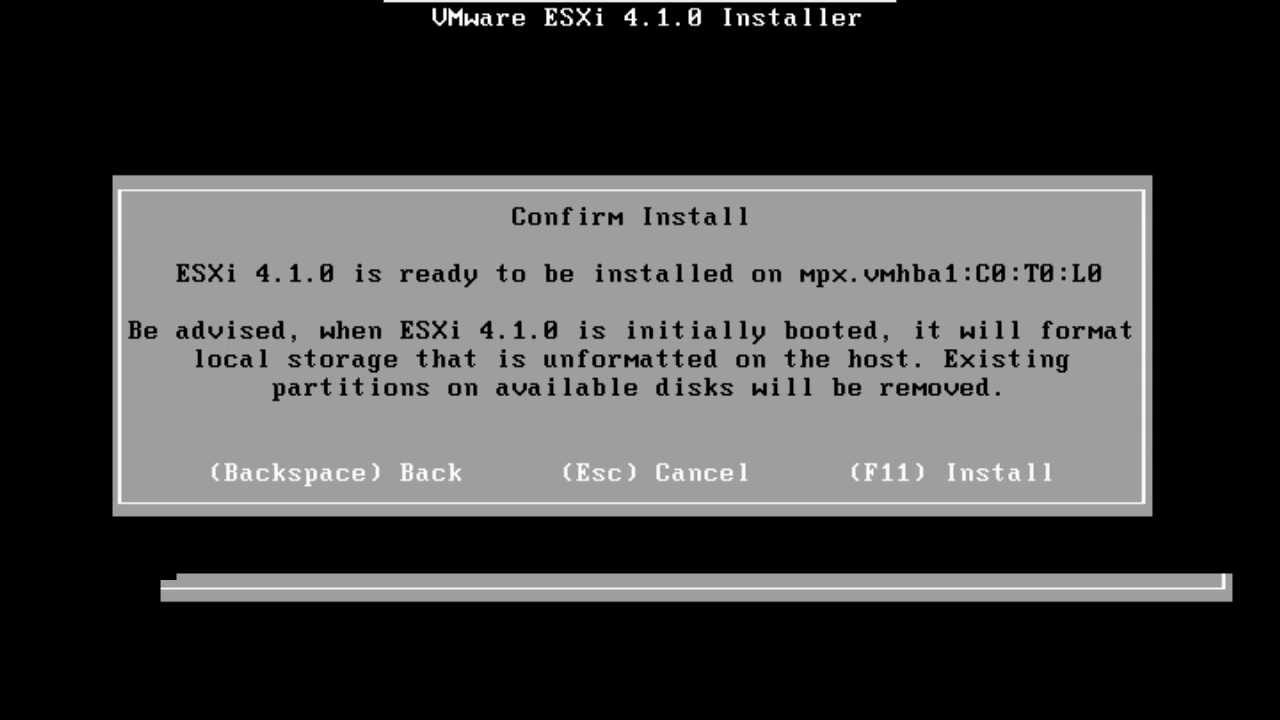 VMware ESXi 4.1.0 Installer
Confirm Install
ESXi 4.1.0 is ready to be installed on mpx.vmhba1:C0:T0:L0
Be advised, when ESXi 4.1.0 is initially booted, it will format
local storage that is unformatted on the host. Existing
partitions on available disks will be removed.
(Backspace) Back (Esc) Cancel (F11) Install